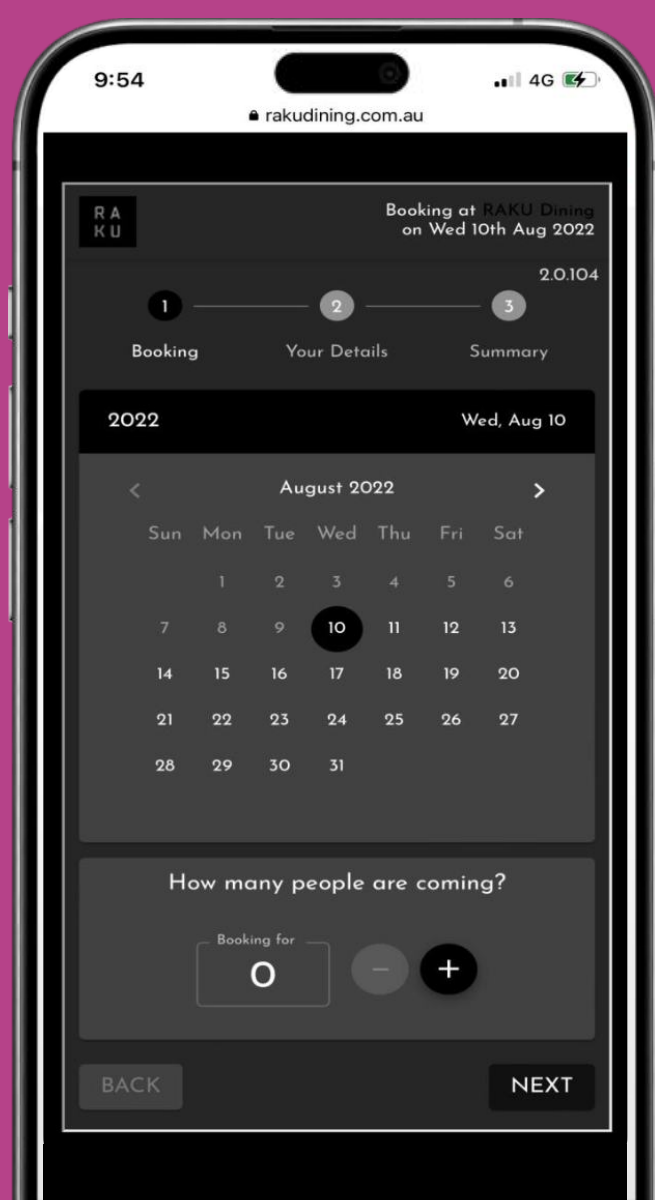 9:54
4G
rakudining.com.au
RA
KU
Booking at RAKU Dining
on Wed 10th Aug 2022
2.0.104
1
2
3
Booking
Your Details
Summary
2022
Wed, Aug 10
August 2022
Sun Mon Tue Wed Thu Fri Sat
1 2 3 4 5 6
7 8 9 10 11 12 13
14 15 16 17 18 19 20
21 22 23 24 25 26 27
28 29 30 31
How many people are coming?
Booking for
0
BACK
NEXT